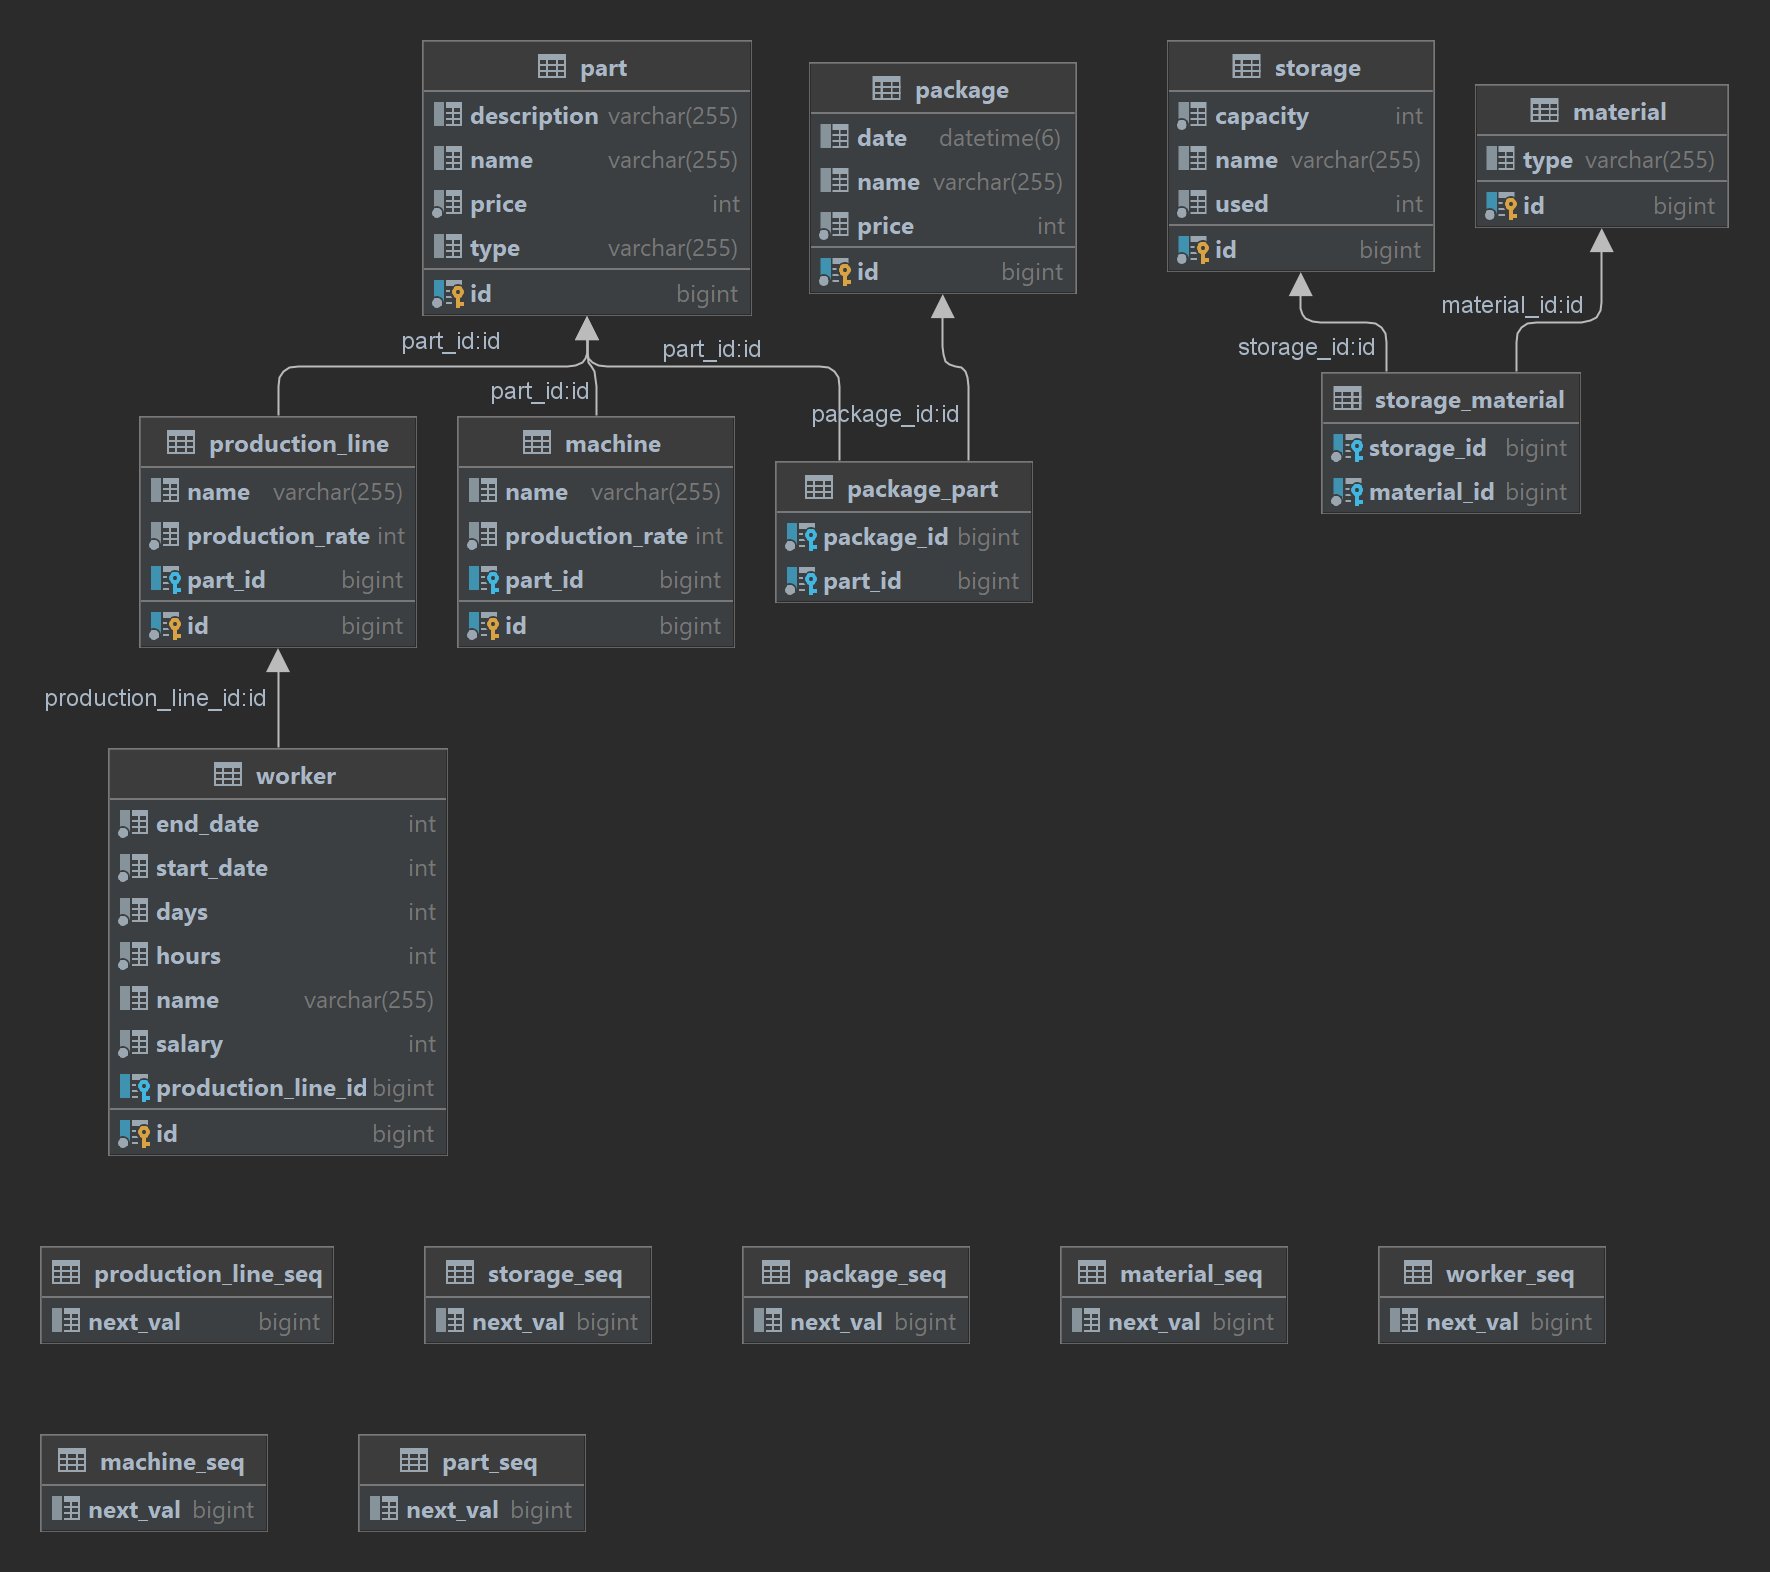 part
description varchar(255)
name varchar(255)
price int
type varchar(255)
id bigint
package
date datetime(6)
name varchar(255)
price int
id bigint
storage
capacity int
name varchar(255)
used int
id bigint
material
type varchar(255)
id bigint
part_id:id
part_id:id
part_id:id
package_id:id
storage_id:id
material_id:id
production_line
name varchar(255)
production_rate int
part_id bigint
id bigint
machine
name varchar(255)
production_rate int
part_id bigint
id bigint
package_part
package_id bigint
part_id bigint
storage_material
storage_id bigint
material_id bigint
production_line_id:id
worker
end_date int
start_date int
days int
hours int
name varchar(255)
salary int
production_line_id bigint
id bigint
production_line_seq
next_val bigint
storage_seq
next_val bigint
package_seq
next_val bigint
material_seq
next_val bigint
worker_seq
next_val bigint
machine_seq
next_val bigint
part_seq
next_val bigint